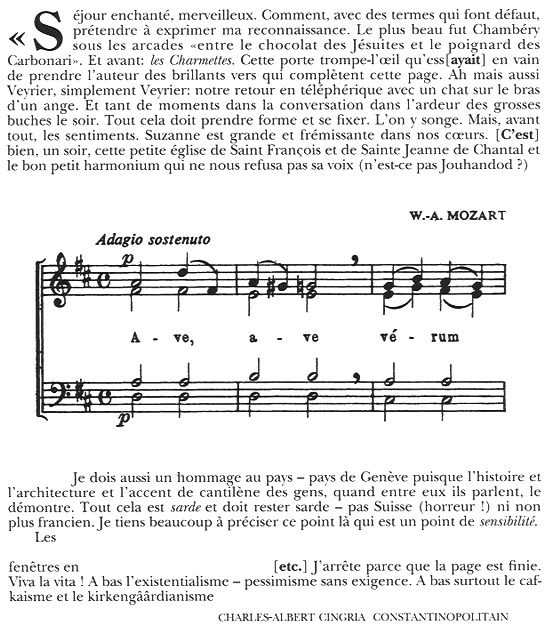 « Séjour enchanté, merveilleux. Comment, avec des termes qui font défaut,
prétendre à exprimer ma reconnaissance. Le plus beau fut Chambéry
sous les arcades «entre le chocolat des Jésuites et le poignard des
Carbonari». Et avant: les Charmettes. Cette porte trompe-l'œil qu'ess[ayait] en vain
de prendre l'auteur des brillants vers qui complètent cette page. Ah mais aussi
Veyrier, simplement Veyrier: notre retour en téléphérique avec un chat sur le bras
d'un ange. Et tant de moments dans la conversation dans l'ardeur des grosses
buches le soir. Tout cela doit prendre forme et se fixer. L'on y songe. Mais, avant
tout, les sentiments. Suzanne est grande et frémissante dans nos cœurs. [C'est]
bien, un soir, cette petite église de Saint François et de Sainte Jeanne de Chantal et
le bon petit harmonium qui ne nous refusa pas sa voix (n'est-ce pas Jouhandod ?)
W.-A. MOZART
Adagio sostenuto
p
A - ve, a - ve vé - rum
p
Je dois aussi un hommage au pays – pays de Genève puisque l'histoire et
l'architecture et l'accent de cantilène des gens, quand entre eux ils parlent, le
démontre. Tout cela est sarde et doit rester sarde – pas Suisse (horreur !) ni non
plus francien. Je tiens beaucoup à préciser ce point là qui est un point de sensibilité.
Les
fenêtres en [etc.] J'arrête parce que la page est finie.
Viva la vita ! A bas l'existentialisme – pessimisme sans exigence. A bas surtout le caf-
kaisme et le kirkengâârdianisme
CHARLES-ALBERT CINGRIA CONSTANTINOPOLITAIN